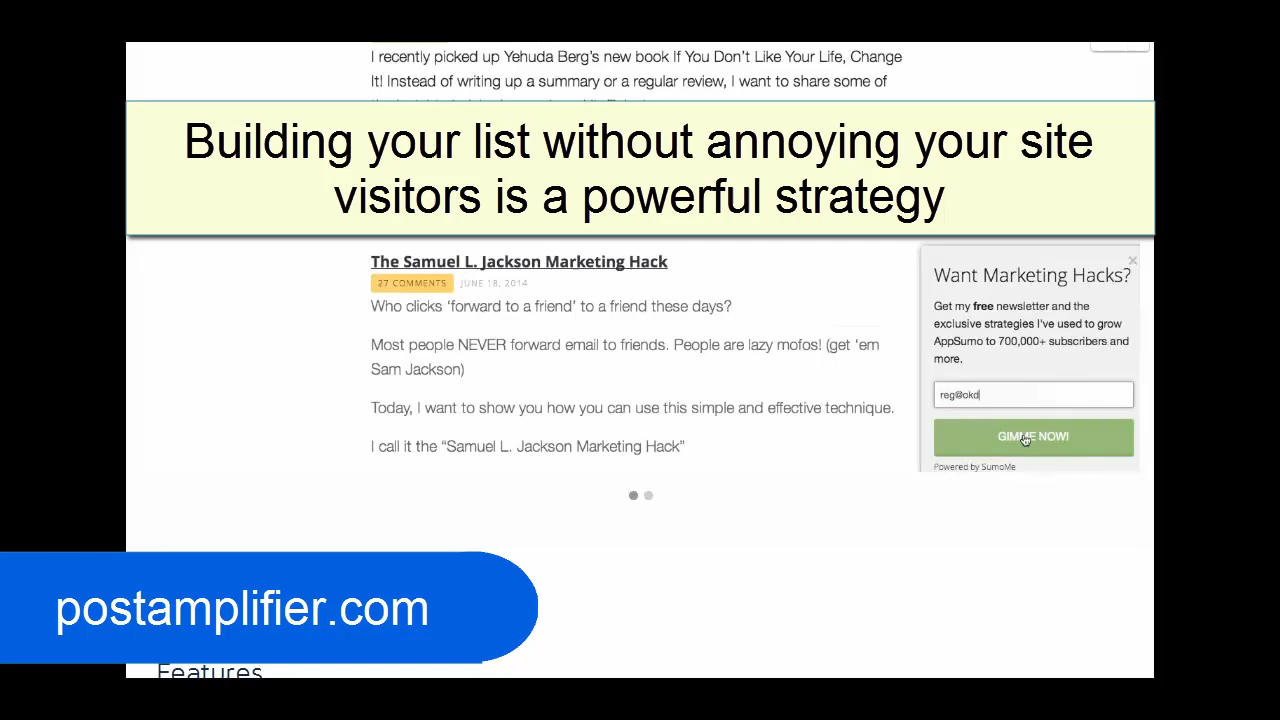 I recently picked up Yehuda Berg's new book If You Don't Like Your Life, Change
It! Instead of writing up a summary or a regular review, I want to share some of
Building your list without annoying your site
visitors is a powerful strategy
The Samuel L. Jackson Marketing Hack
27 COMMENTS JUNE 18, 2014
Who clicks 'forward to a friend' to a friend these days?
Most people NEVER forward email to friends. People are lazy mofos! (get 'em
Sam Jackson)
Today, I want to show you how you can use this simple and effective technique.
I call it the “Samuel L. Jackson Marketing Hack”
×
Want Marketing Hacks?
Get my free newsletter and the
exclusive strategies I've used to grow
AppSumo to 700,000+ subscribers and
more.
reg@okd
GIMME NOW!
Powered by SumoMe
postamplifier.com
Features